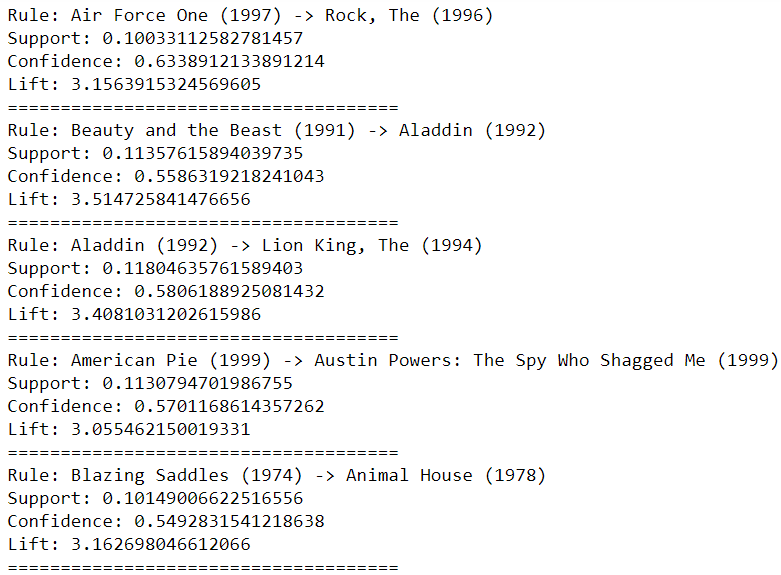 Rule: Air Force One (1997) -> Rock, The (1996)
Support: 0.10033112582781457
Confidence: 0.6338912133891214
Lift: 3.1563915324569605
=====================================
Rule: Beauty and the Beast (1991) -> Aladdin (1992)
Support: 0.11357615894039735
Confidence: 0.5586319218241043
Lift: 3.514725841476656
=====================================
Rule: Aladdin (1992) -> Lion King, The (1994)
Support: 0.11804635761589403
Confidence: 0.5806188925081432
Lift: 3.4081031202615986
=====================================
Rule: American Pie (1999) -> Austin Powers: The Spy Who Shagged Me (1999)
Support: 0.1130794701986755
Confidence: 0.5701168614357262
Lift: 3.055462150019331
=====================================
Rule: Blazing Saddles (1974) -> Animal House (1978)
Support: 0.10149006622516556
Confidence: 0.5492831541218638
Lift: 3.162698046612066
=====================================